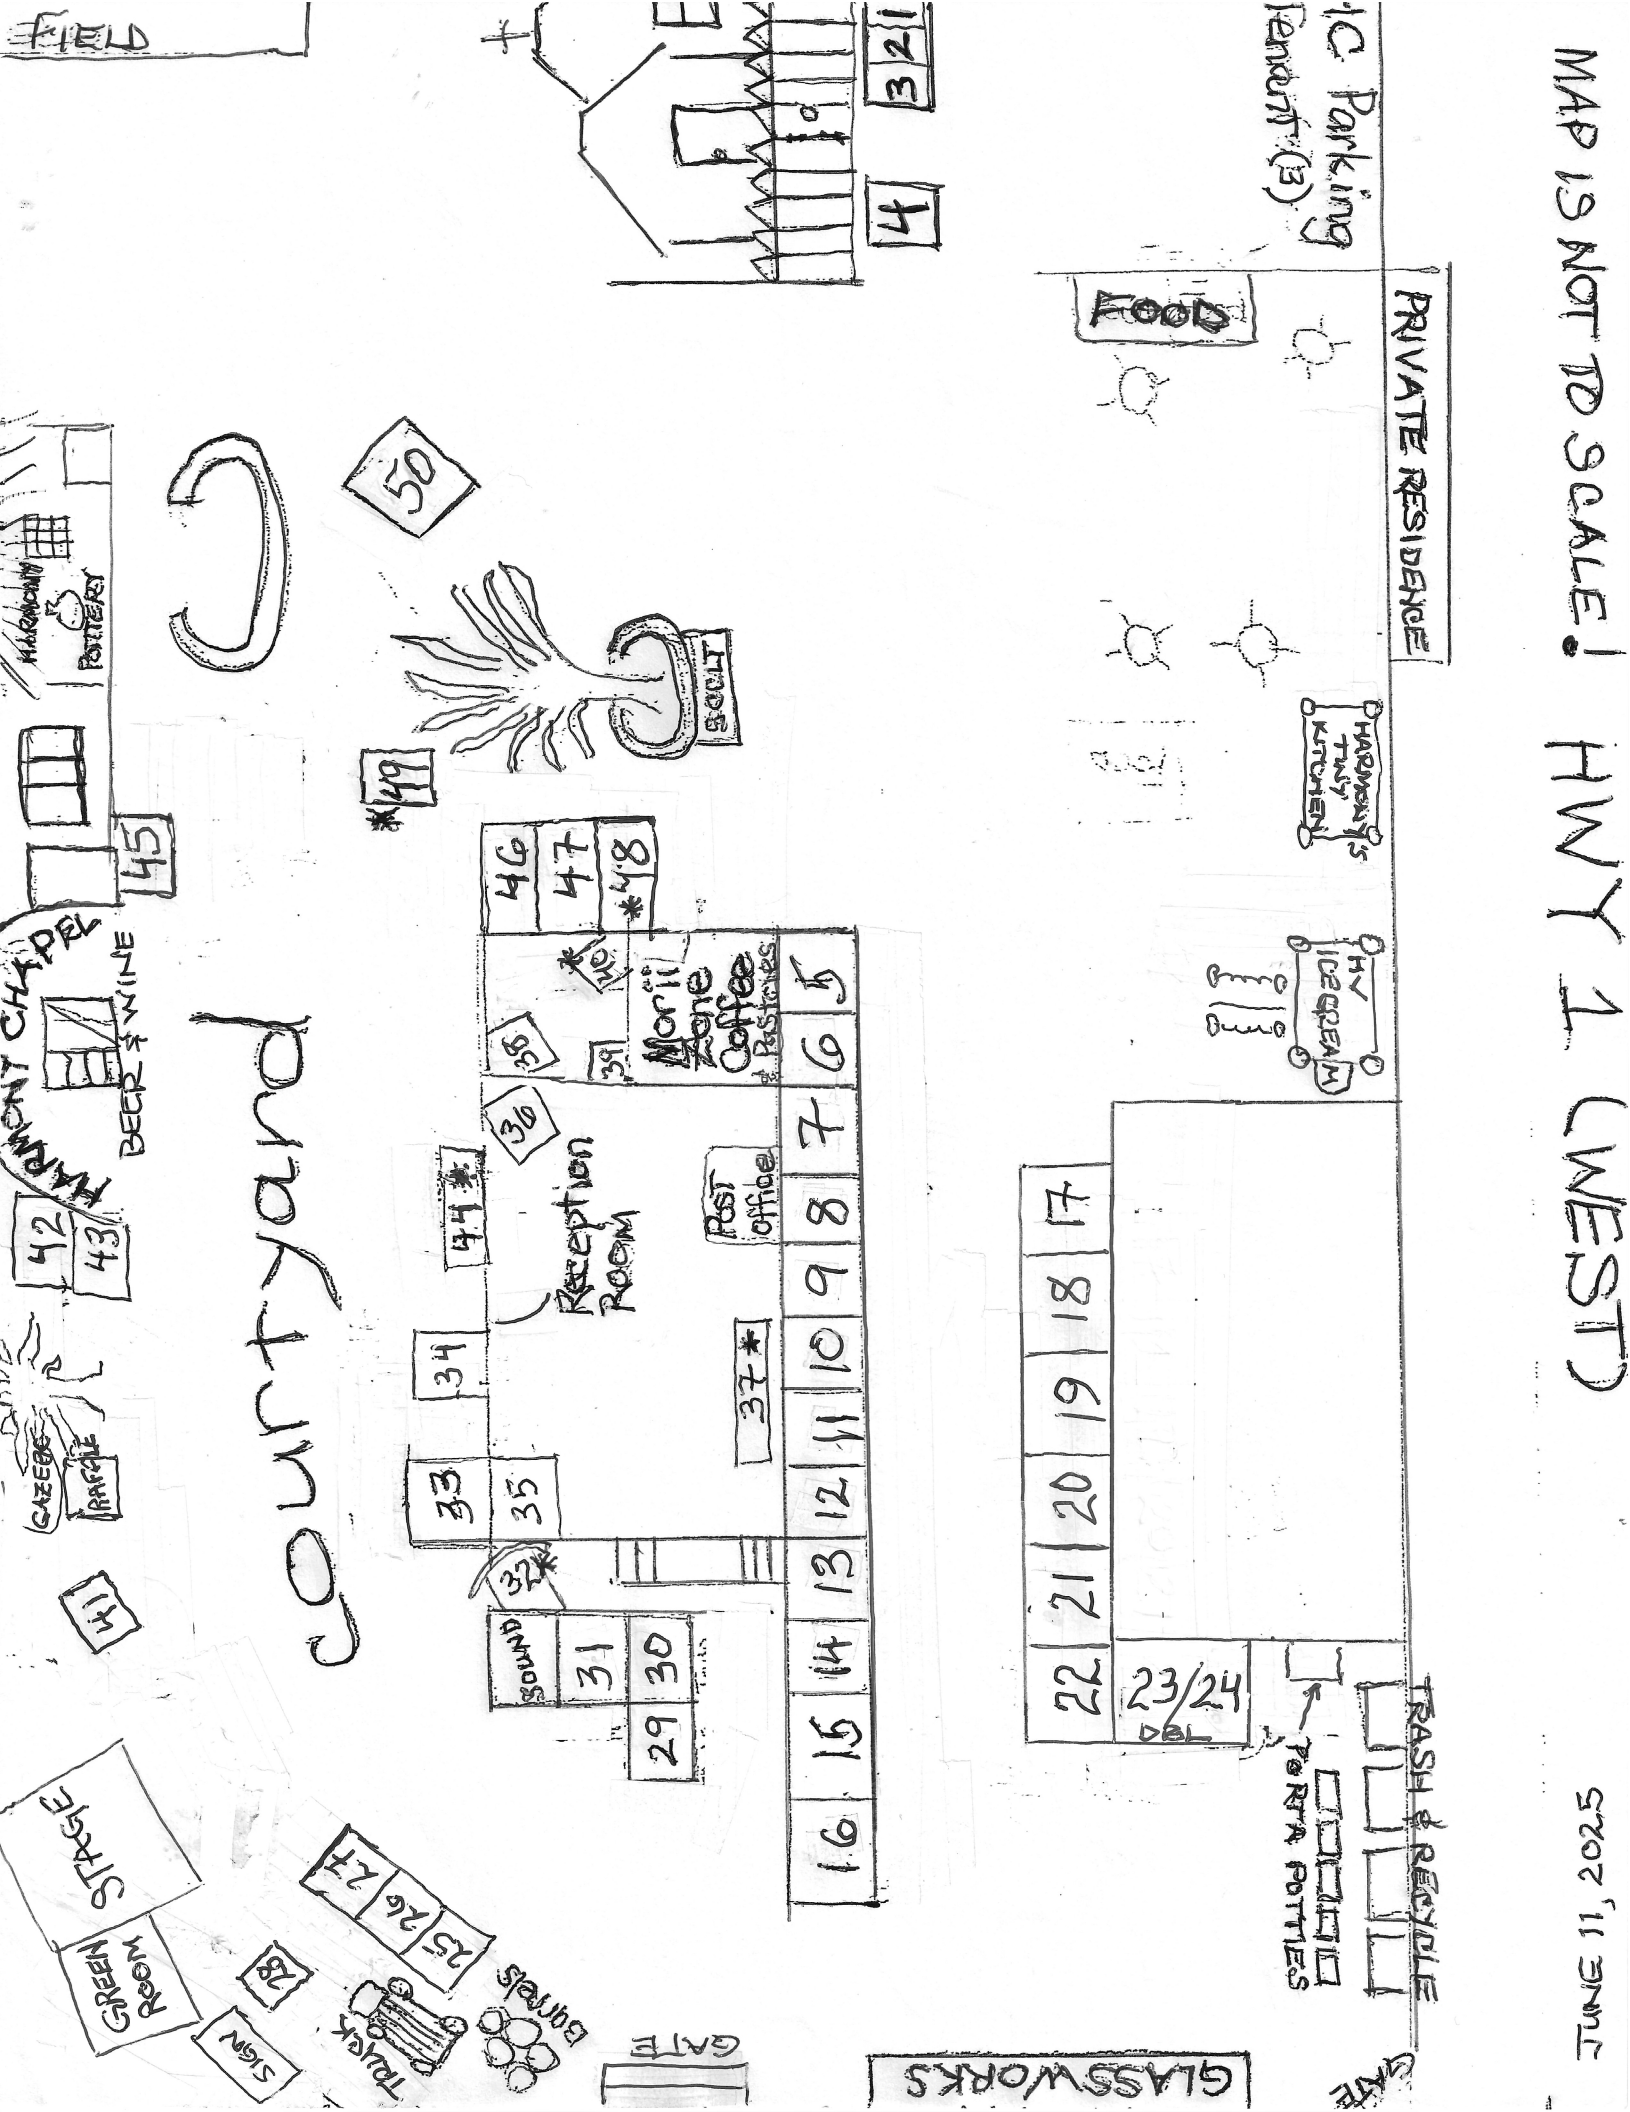 MAP IS NOT TO SCALE! HWY 1 (WEST) JUNE 11, 2025
PRIVATE RESIDENCE
Parking
(3)
FOOD
HARMONY'S
TINY
KITCHEN
HV
ICECREAM
TRASH & RECYCLE
PORTA POTTIES
GATE
GLASSWORKS
GATE
17 18 19 20 21 22
23/24
DBL
1
2
3
4
5 6 7 8 9 10 11 12 13 14 15 16
Post
Office
37 *
Morii
Zone
Coffee
& Pastries
SCULT
46
47
*48
*49
50
* 40
38
39
36
Reception
ROOM
44 *
34
33
35
32 *
SOUND
31
30
29
Courtyard
FIELD
HARMONY
POTTERY
45
HARMONY CHAPEL
BEER & WINE
42
43
GAZEBO
RAFFLE
41
STAGE
GREEN
ROOM
SIGN
28
27 26 25
TRUCK
Barrels